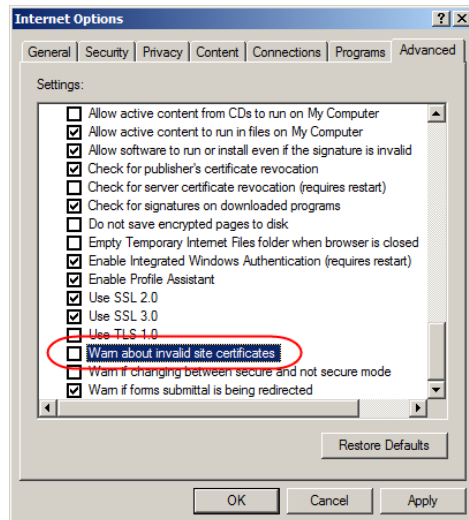 Internet Options
General Security Privacy Content Connections Programs Advanced
Settings:
Allow active content from CDs to run on My Computer
Allow active content to run in files on My Computer
Allow software to run or install even if the signature is invalid
Check for publisher's certificate revocation
Check for server certificate revocation (requires restart)
Check for signatures on downloaded programs
Do not save encrypted pages to disk
Empty Temporary Internet Files folder when browser is closed
Enable Integrated Windows Authentication (requires restart)
Enable Profile Assistant
Use SSL 2.0
Use SSL 3.0
Use TLS 1.0
Warn about invalid site certificates
Warn if changing between secure and not secure mode
Warn if forms submittal is being redirected
Restore Defaults
OK Cancel Apply